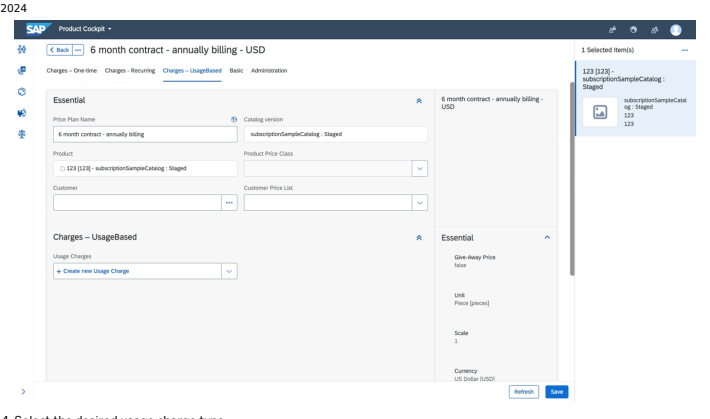 2024
SAP Product Cockpit
< Back ••• 6 month contract - annually billing - USD
Charges – One-time Charges - Recurring Charges – UsageBased Basic Administration
Essential
Price Plan Name Catalog version
6 month contract - annually billing subscriptionSampleCatalog : Staged
Product Product Price Class
123 [123] - subscriptionSampleCatalog : Staged
Customer Customer Price List
•••
Charges – UsageBased
Usage Charges
+ Create new Usage Charge
6 month contract - annually billing -
USD
Essential
Give-Away Price
false
Unit
Piece [pieces]
Scale
1
Currency
US Dollar [USD]
1 Selected Item(s) •••
123 [123] -
subscriptionSampleCatalog :
Staged
subscriptionSampleCatal
og : Staged
123
123
Refresh Save
4. Select the desired usage charge type